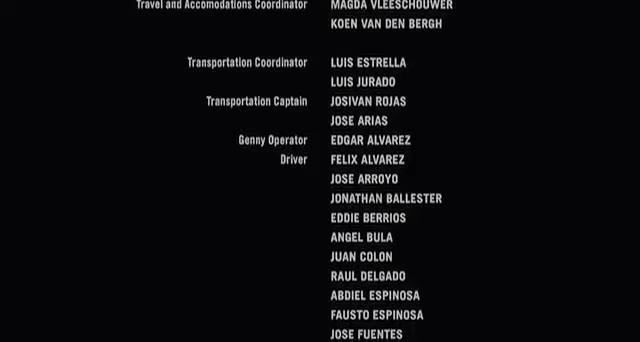 Travel and Accomodations Coordinator MAGDA VLEESCHOUWER
KOEN VAN DEN BERGH
Transportation Coordinator LUIS ESTRELLA
LUIS JURADO
Transportation Captain JOSIVAN ROJAS
JOSE ARIAS
Genny Operator EDGAR ALVAREZ
Driver FELIX ALVAREZ
JOSE ARROYO
JONATHAN BALLESTER
EDDIE BERRIOS
ANGEL BULA
JUAN COLON
RAUL DELGADO
ABDIEL ESPINOSA
FAUSTO ESPINOSA
JOSE FUENTES